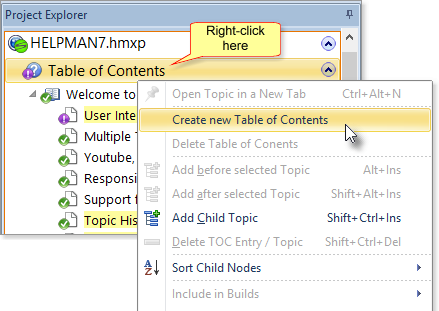 Project Explorer
Right-click
here
HELPMAN7.hmxp
Table of Contents
Welcome to
User Inte
Multiple T
Youtube,
Responsi
Support f
Topic His
Open Topic in a New Tab Ctrl+Alt+N
Create new Table of Contents
Delete Table of Conents
Add before selected Topic Alt+Ins
Add after selected Topic Shift+Alt+Ins
Add Child Topic Shift+Ctrl+Ins
Delete TOC Entry / Topic Shift+Ctrl+Del
Sort Child Nodes
Include in Builds